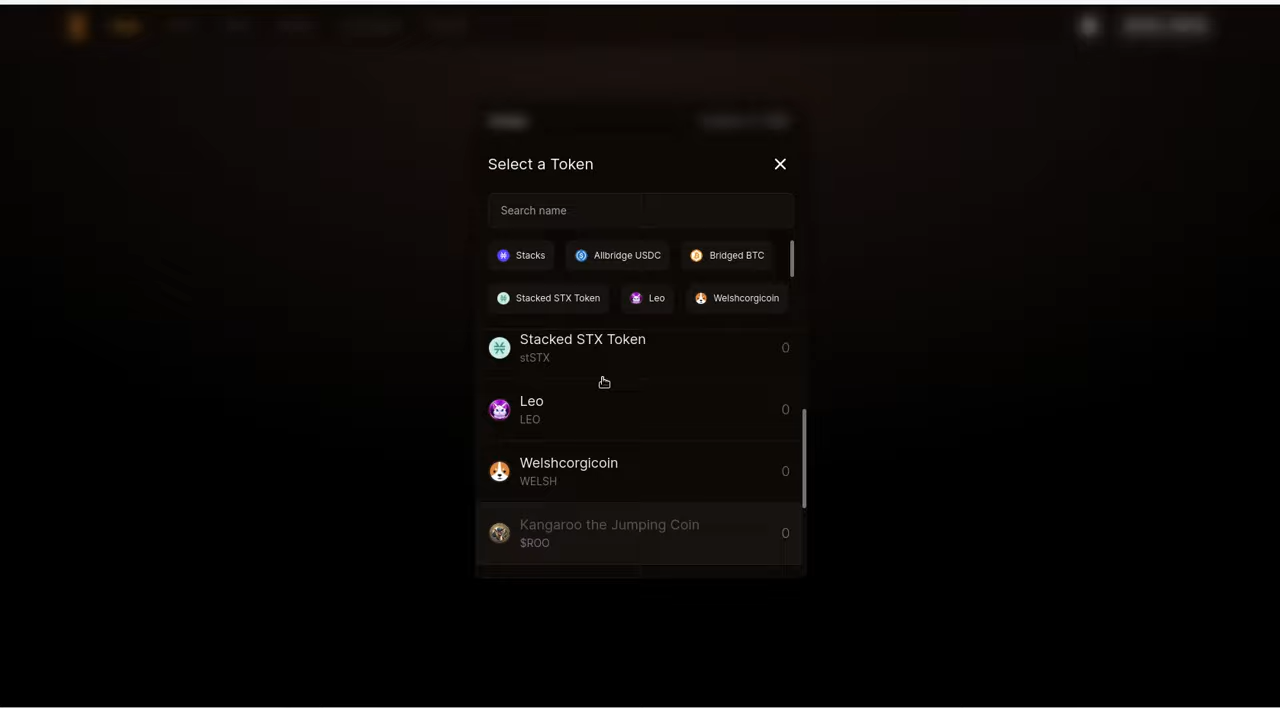 Select a Token
Search name
Stacks
Allbridge USDC
Bridged BTC
Stacked STX Token
Leo
Welshcorgicoin
Stacked STX Token
0
stSTX
Leo
0
LEO
Welshcorgicoin
0
WELSH
Kangaroo the Jumping Coin
0
$ROO